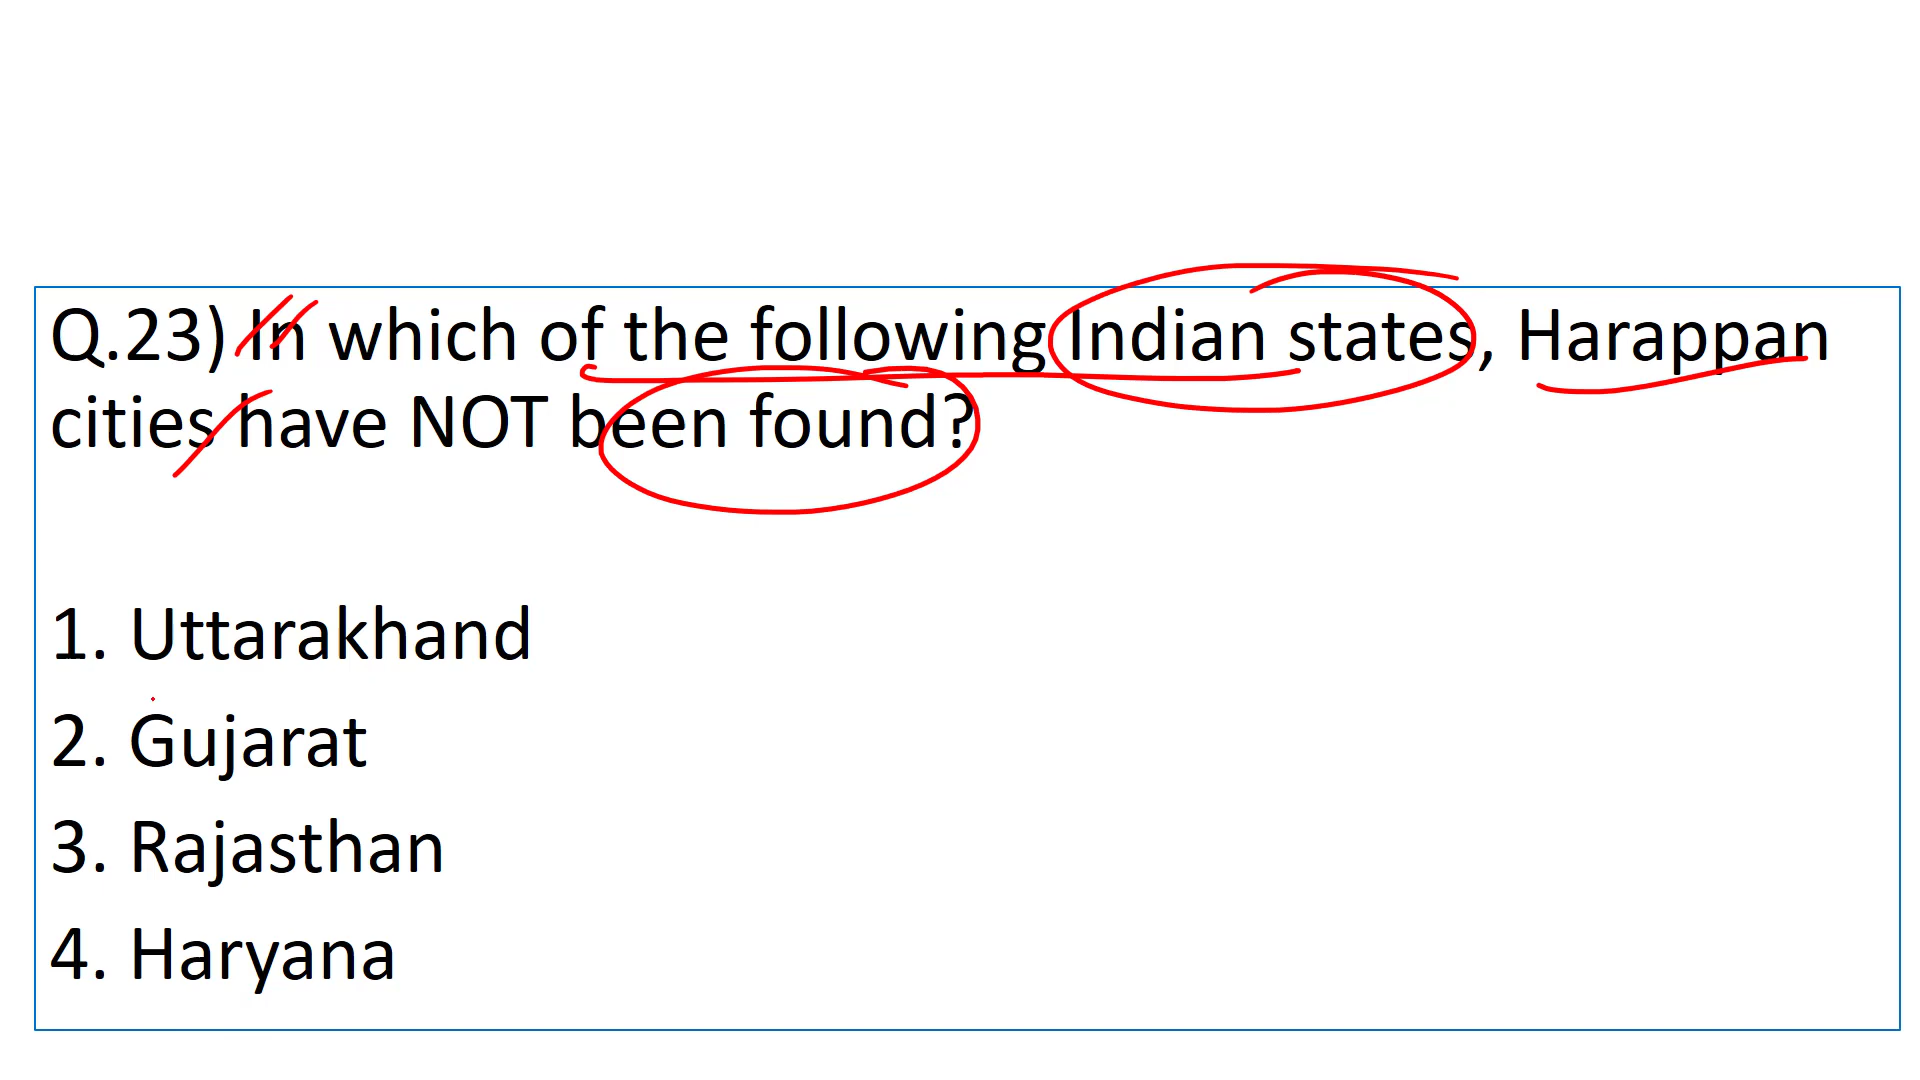 Q.23) In which of the following Indian states, Harappan
cities have NOT been found?
1. Uttarakhand
2. Gujarat
3. Rajasthan
4. Haryana